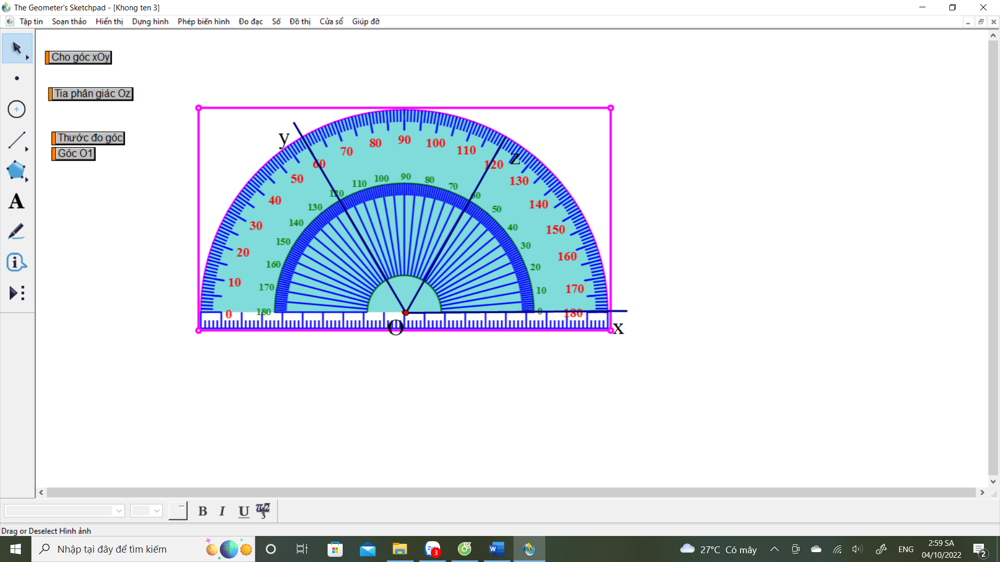 The Geometer's Sketchpad - [Khong ten 3]
Tập tin Soạn thảo Hiển thị Dựng hình Phép biến hình Đo đạc Số Đồ thị Cửa sổ Giúp đỡ
Cho góc xOy
Tia phân giác Oz
Thước đo góc
Góc O1
y
z
0 10 20 30 40 50 60 70 80 90 100 110 120 130 140 150 160 170 180
180 170 160 150 140 130 120 110 100 90 80 70 60 50 40 30 20 10 0
O
x
A
B I U π√2 3
Drag or Deselect Hình ảnh
Nhập tại đây để tìm kiếm
Zalo 3
W
27°C Có mây
ENG
2:59 SA
04/10/2022
2